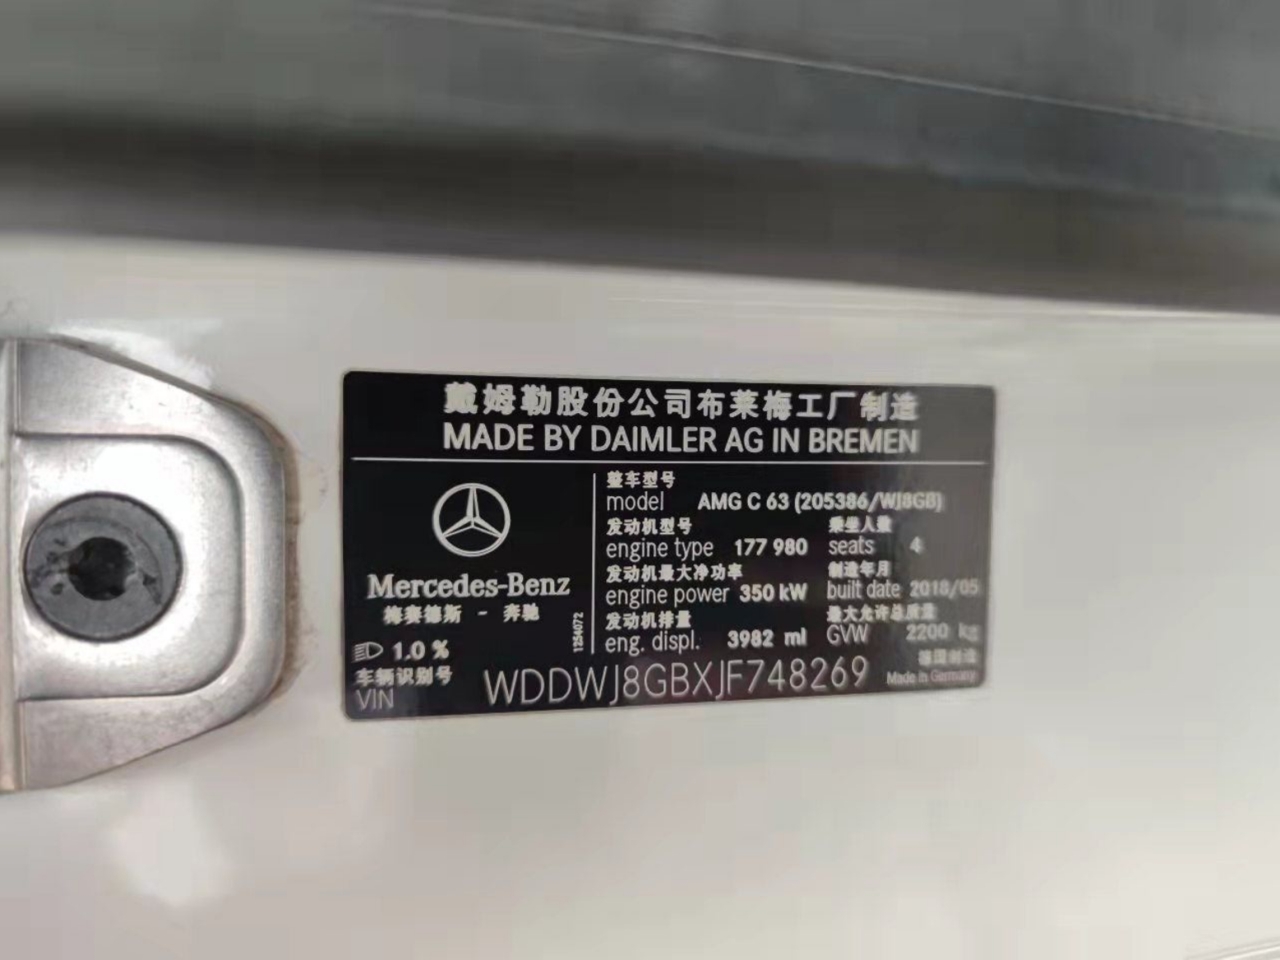 戴姆勒股份公司布莱梅工厂制造
MADE BY DAIMLER AG IN BREMEN
Mercedes-Benz
梅赛德斯 - 奔驰
1254072
1.0 %
整车型号
model AMG C 63 (205386/WJ8GB)
发动机型号 乘坐人数
engine type 177 980 seats 4
发动机最大净功率 制造年月
engine power 350 kW built date 2018/05
发动机排量 最大允许总质量
eng. displ. 3982 ml GVW 2200 kg
车辆识别号 德国制造
VIN WDDWJ8GBXJF748269 Made in Germany